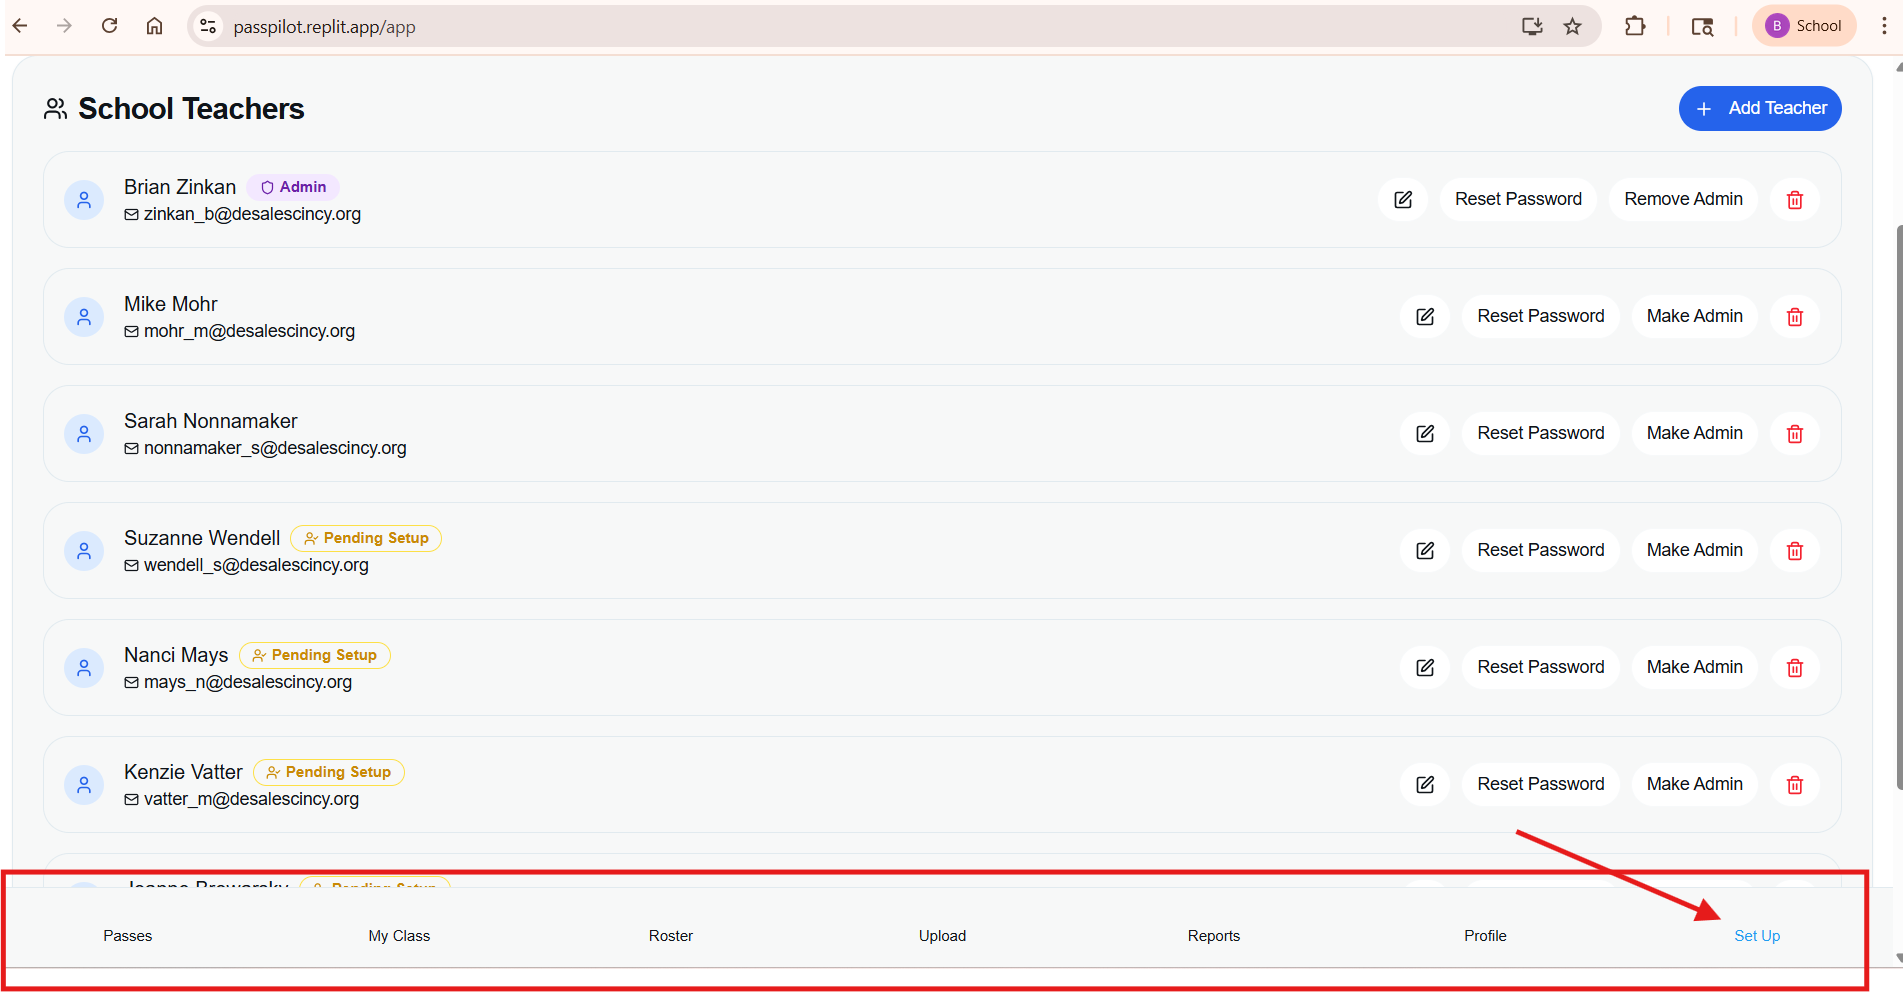 passpilot.replit.app/app
B School
School Teachers
+ Add Teacher
Brian Zinkan Admin
zinkan_b@desalescincy.org
Reset Password Remove Admin
Mike Mohr
mohr_m@desalescincy.org
Reset Password Make Admin
Sarah Nonnamaker
nonnamaker_s@desalescincy.org
Reset Password Make Admin
Suzanne Wendell Pending Setup
wendell_s@desalescincy.org
Reset Password Make Admin
Nanci Mays Pending Setup
mays_n@desalescincy.org
Reset Password Make Admin
Kenzie Vatter Pending Setup
vatter_m@desalescincy.org
Reset Password Make Admin
Pending Setup
Passes My Class Roster Upload Reports Profile Set Up